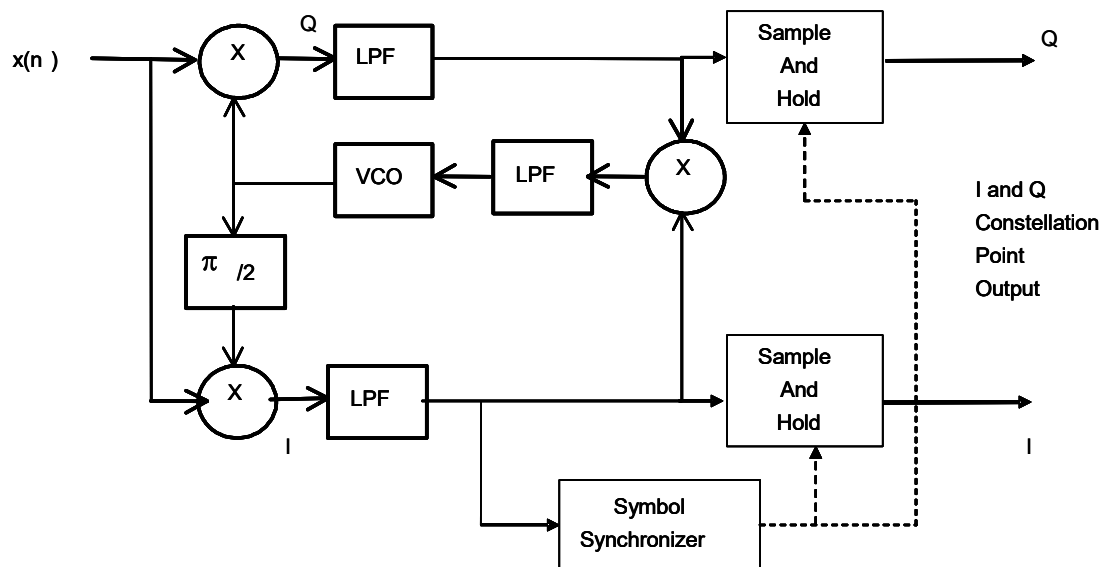 Q
Sample
And
Hold
Q
x(n )
X
LPF
VCO
LPF
X
I and Q
Constellation
Point
Output
π /2
Sample
And
Hold
X
LPF
I
I
Symbol
Synchronizer